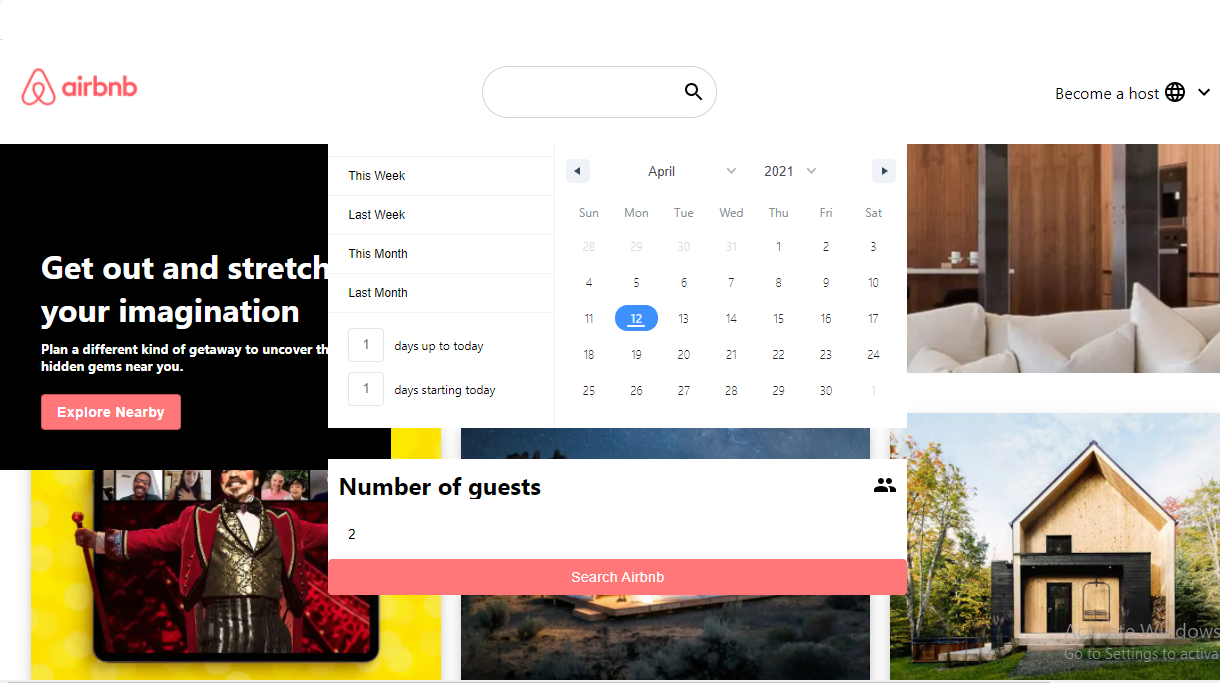 airbnb
Become a host
This Week
Last Week
This Month
Last Month
1 days up to today
1 days starting today
April 2021
Sun Mon Tue Wed Thu Fri Sat
28 29 30 31 1 2 3
4 5 6 7 8 9 10
11 12 13 14 15 16 17
18 19 20 21 22 23 24
25 26 27 28 29 30 1
Get out and stretch
your imagination
Plan a different kind of getaway to uncover th
hidden gems near you.
Explore Nearby
Number of guests
2
Search Airbnb
Activate Windows
Go to Settings to activa